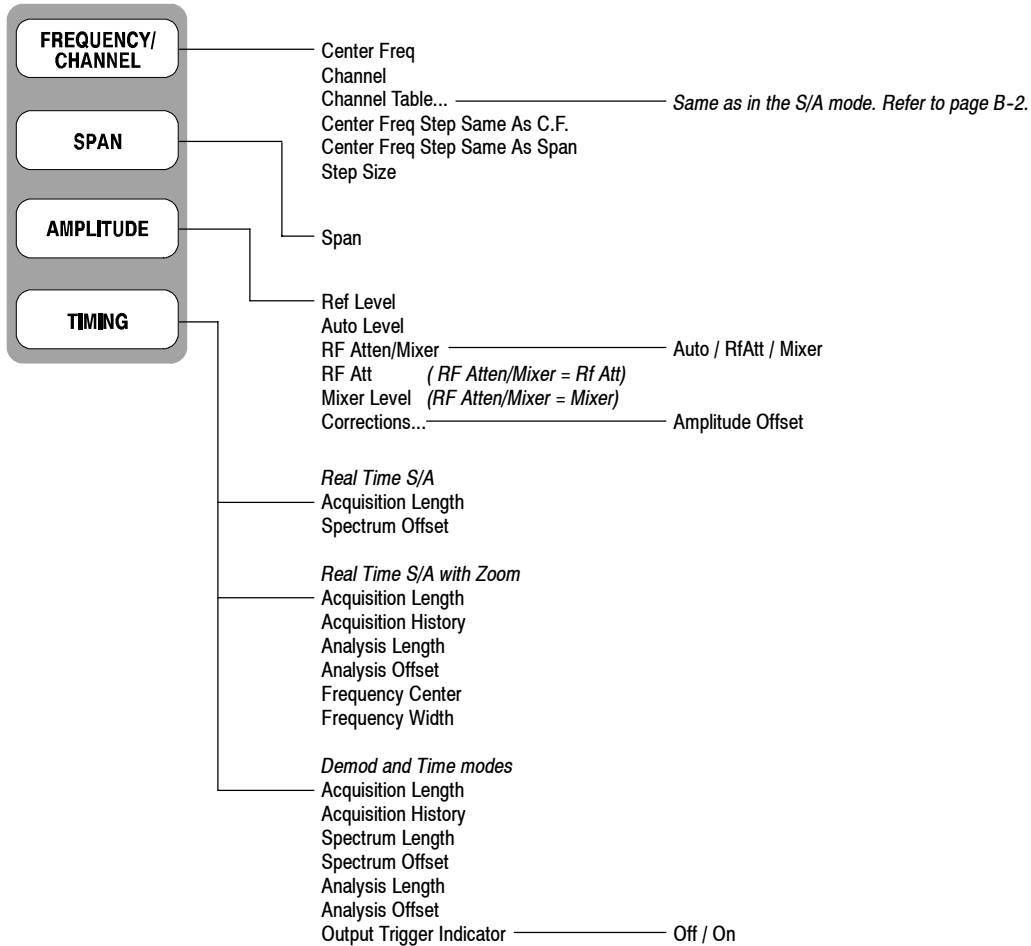 FREQUENCY/
CHANNEL
SPAN
AMPLITUDE
TIMING
Center Freq
Channel
Channel Table... Same as in the S/A mode. Refer to page B-2.
Center Freq Step Same As C.F.
Center Freq Step Same As Span
Step Size
Span
Ref Level
Auto Level
RF Atten/Mixer Auto / RfAtt / Mixer
RF Att ( RF Atten/Mixer = Rf Att)
Mixer Level (RF Atten/Mixer = Mixer)
Corrections... Amplitude Offset
Real Time S/A
Acquisition Length
Spectrum Offset
Real Time S/A with Zoom
Acquisition Length
Acquisition History
Analysis Length
Analysis Offset
Frequency Center
Frequency Width
Demod and Time modes
Acquisition Length
Acquisition History
Spectrum Length
Spectrum Offset
Analysis Length
Analysis Offset
Output Trigger Indicator Off / On